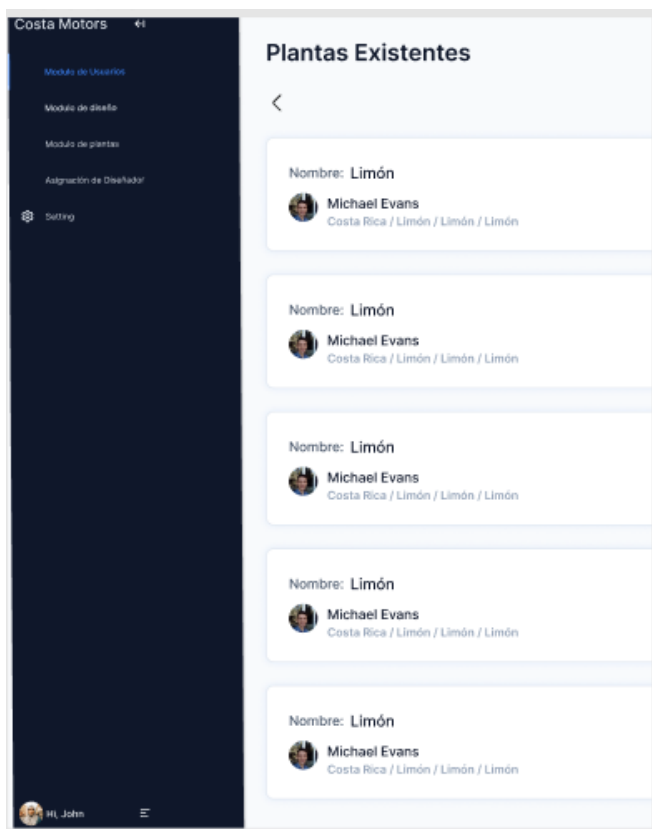 Costa Motors
Modulo de Usuarios
Modulo de diseño
Modulo de plantas
Asignación de Diseñador
Setting
Hi, John
Plantas Existentes
Nombre: Limón
Michael Evans
Costa Rica / Limón / Limón / Limón
Nombre: Limón
Michael Evans
Costa Rica / Limón / Limón / Limón
Nombre: Limón
Michael Evans
Costa Rica / Limón / Limón / Limón
Nombre: Limón
Michael Evans
Costa Rica / Limón / Limón / Limón
Nombre: Limón
Michael Evans
Costa Rica / Limón / Limón / Limón